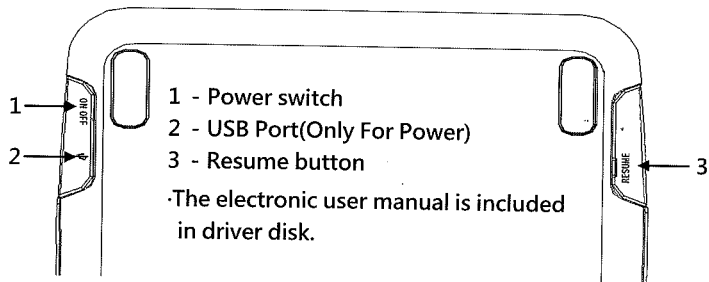 1
ON OFF
2
1 - Power switch
2 - USB Port(Only For Power)
3 - Resume button
·The electronic user manual is included
in driver disk.
RESUME
3